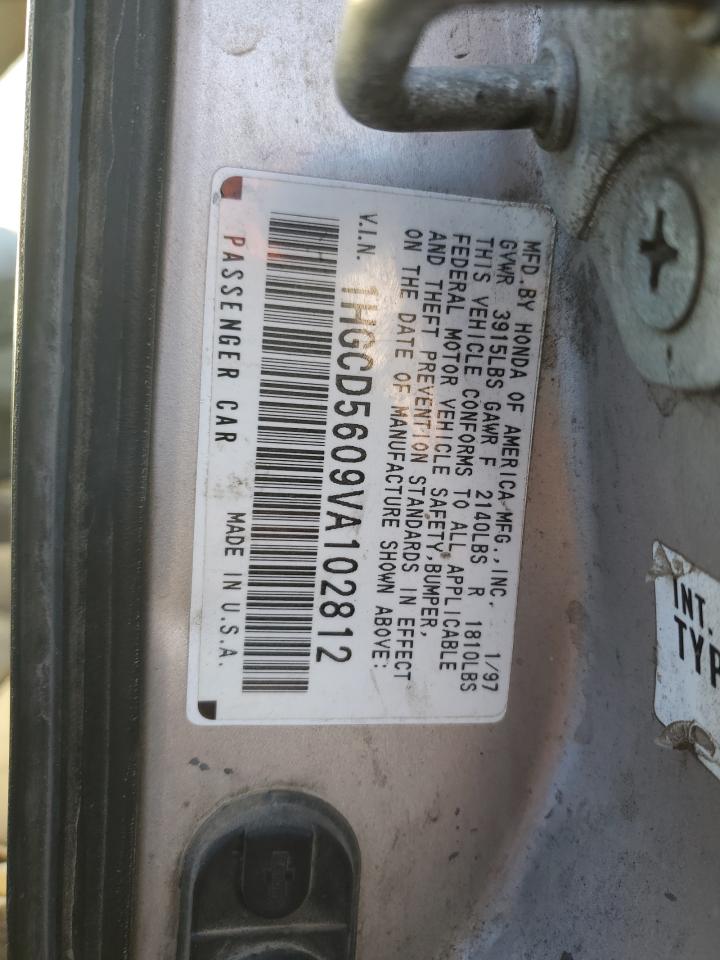 MFD.BY HONDA OF AMERICA MFG.,INC. 1/97
GVWR 3915LBS GAWR F 2140LBS R 1810LBS
THIS VEHICLE CONFORMS TO ALL APPLICABLE
FEDERAL MOTOR VEHICLE SAFETY,BUMPER,
AND THEFT PREVENTION STANDARDS IN EFFECT
ON THE DATE OF MANUFACTURE SHOWN ABOVE:
V.I.N. 1HGCD5609VA102812
PASSENGER CAR MADE IN U.S.A.
INT.
TYP